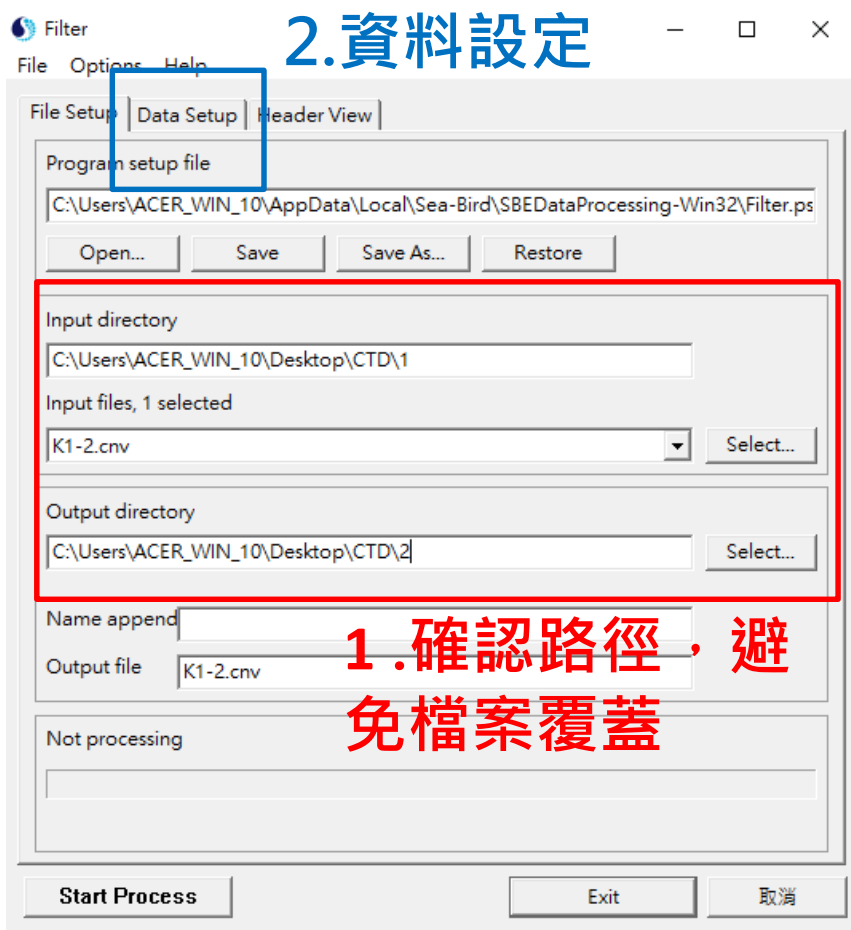 Filter
2.資料設定
File Options Help
File Setup Data Setup Header View
Program setup file
C:\Users\ACER_WIN_10\AppData\Local\Sea-Bird\SBEDataProcessing-Win32\Filter.ps
Open... Save Save As... Restore
Input directory
C:\Users\ACER_WIN_10\Desktop\CTD\1
Input files, 1 selected
K1-2.cnv Select...
Output directory
C:\Users\ACER_WIN_10\Desktop\CTD\2 Select...
Name append
1 .確認路徑，避
Output file K1-2.cnv
免檔案覆蓋
Not processing
Start Process Exit 取消